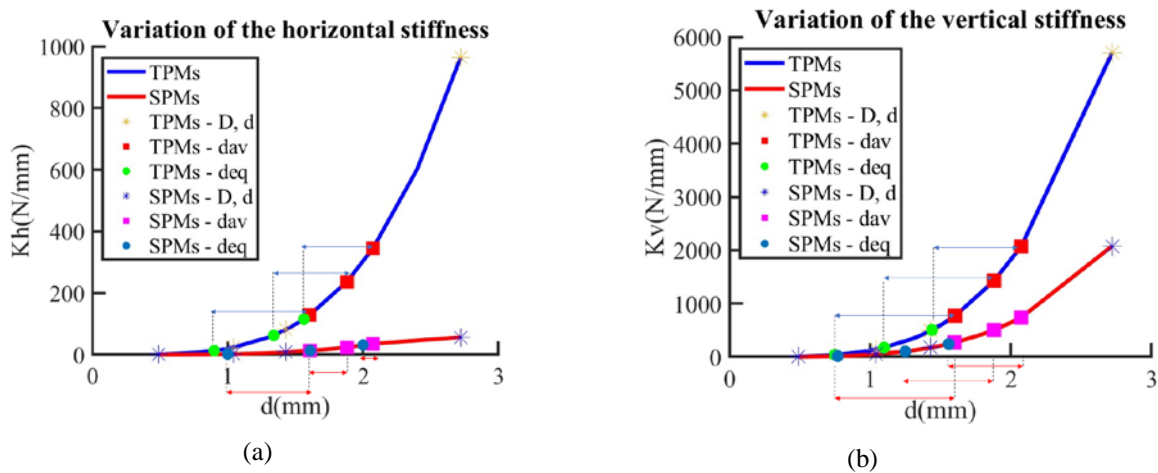 Variation of the horizontal stiffness
1000
800
600
400
200
0
Kh(N/mm)
TPMs
SPMs
TPMs - D, d
TPMs - dav
TPMs - deq
SPMs - D, d
SPMs - dav
SPMs - deq
0
1
2
3
d(mm)
(a)
Variation of the vertical stiffness
6000
5000
4000
3000
2000
1000
0
Kv(N/mm)
TPMs
SPMs
TPMs - D, d
TPMs - dav
TPMs - deq
SPMs - D, d
SPMs - dav
SPMs - deq
0
1
2
3
d(mm)
(b)